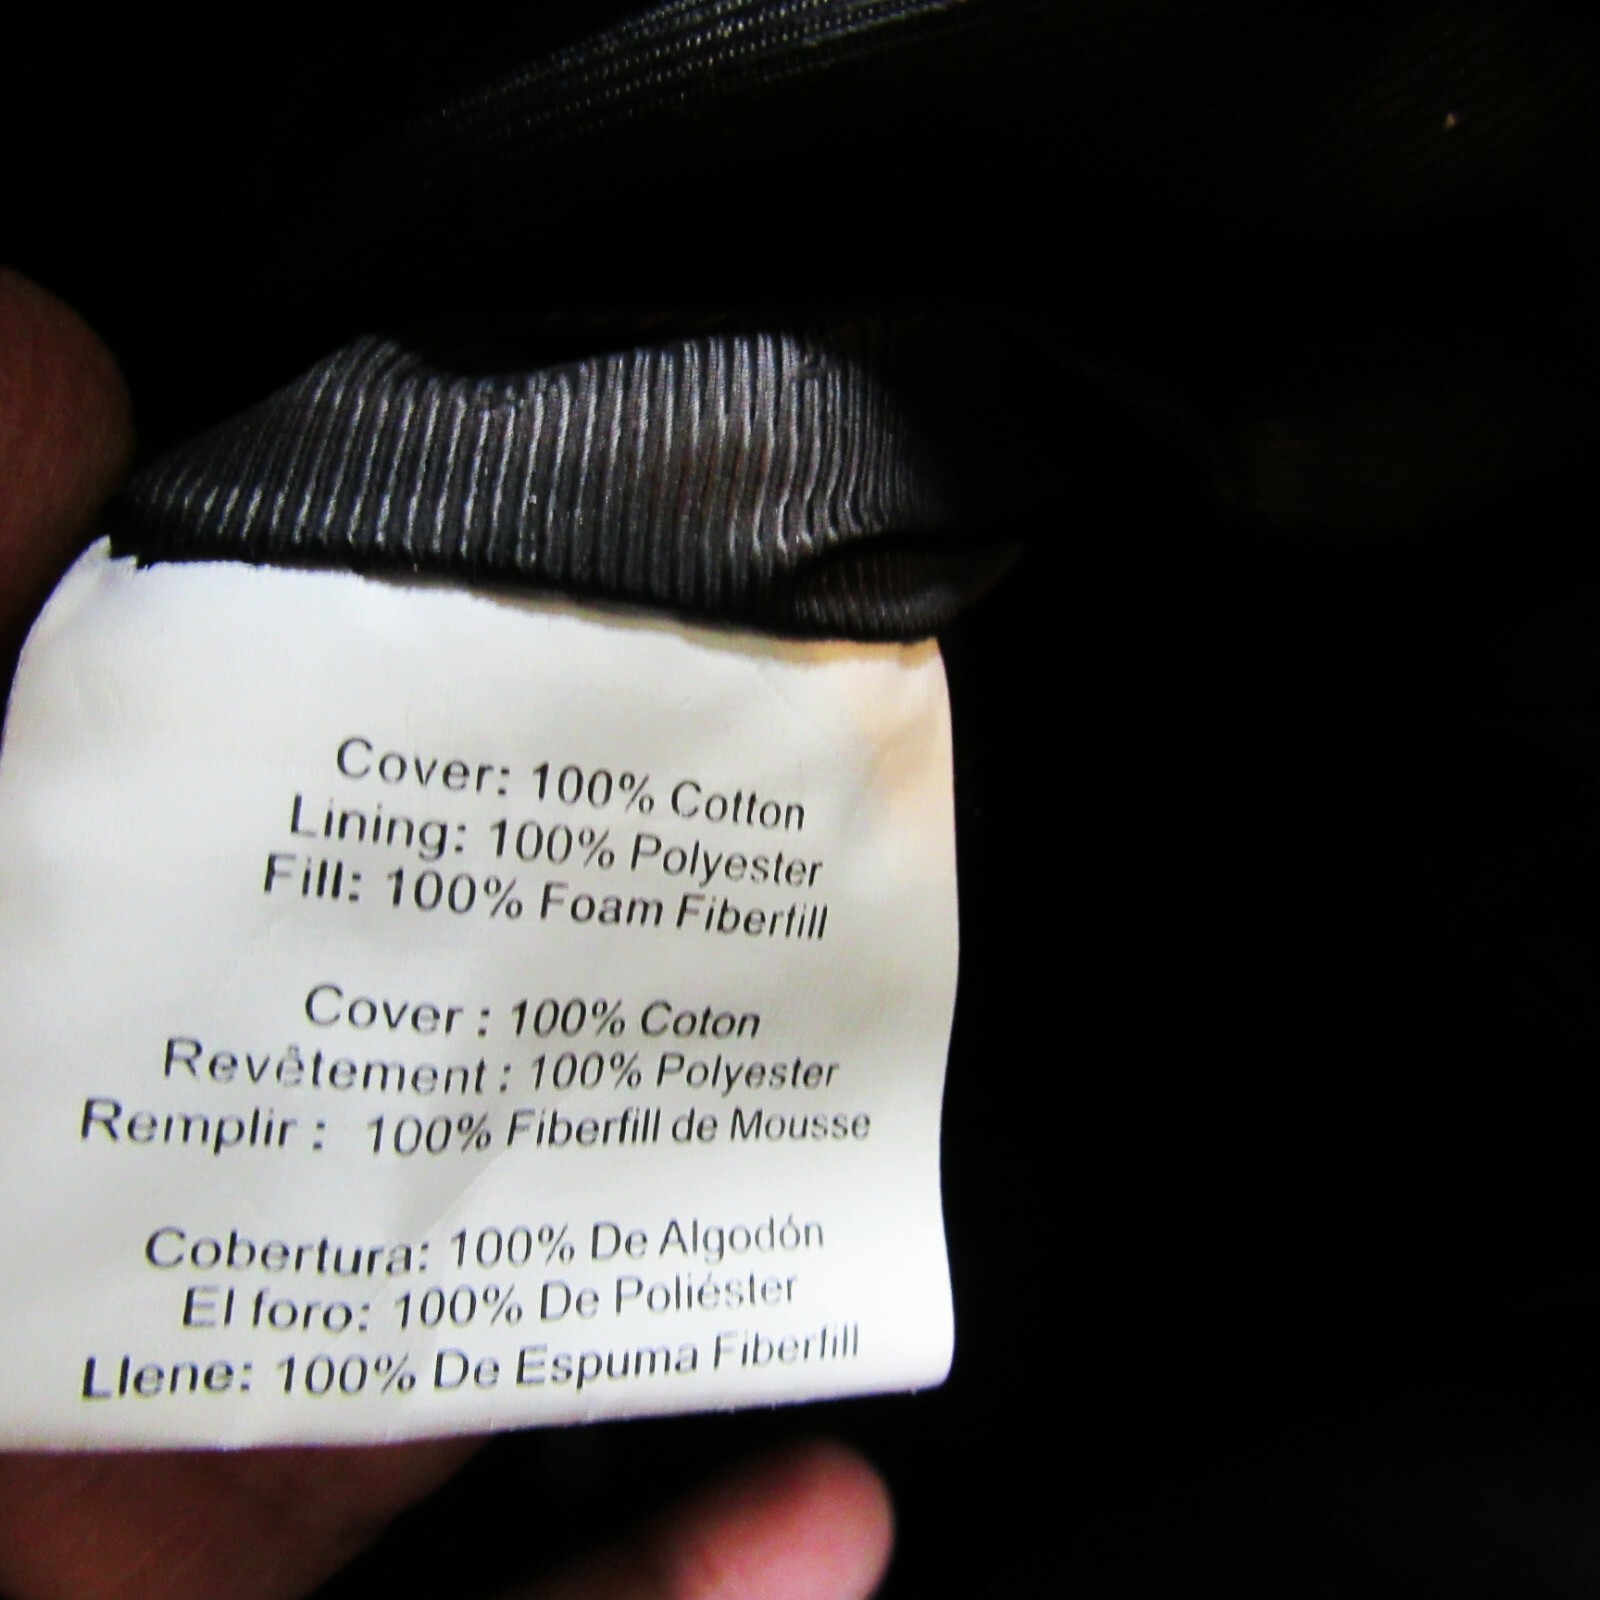 Cover: 100% Cotton
Lining: 100% Polyester
Fill: 100% Foam Fiberfill
Cover : 100% Coton
Revêtement : 100% Polyester
Remplir : 100% Fiberfill de Mousse
Cobertura: 100% De Algodón
El foro: 100% De Poliéster
Llene: 100% De Espuma Fiberfill